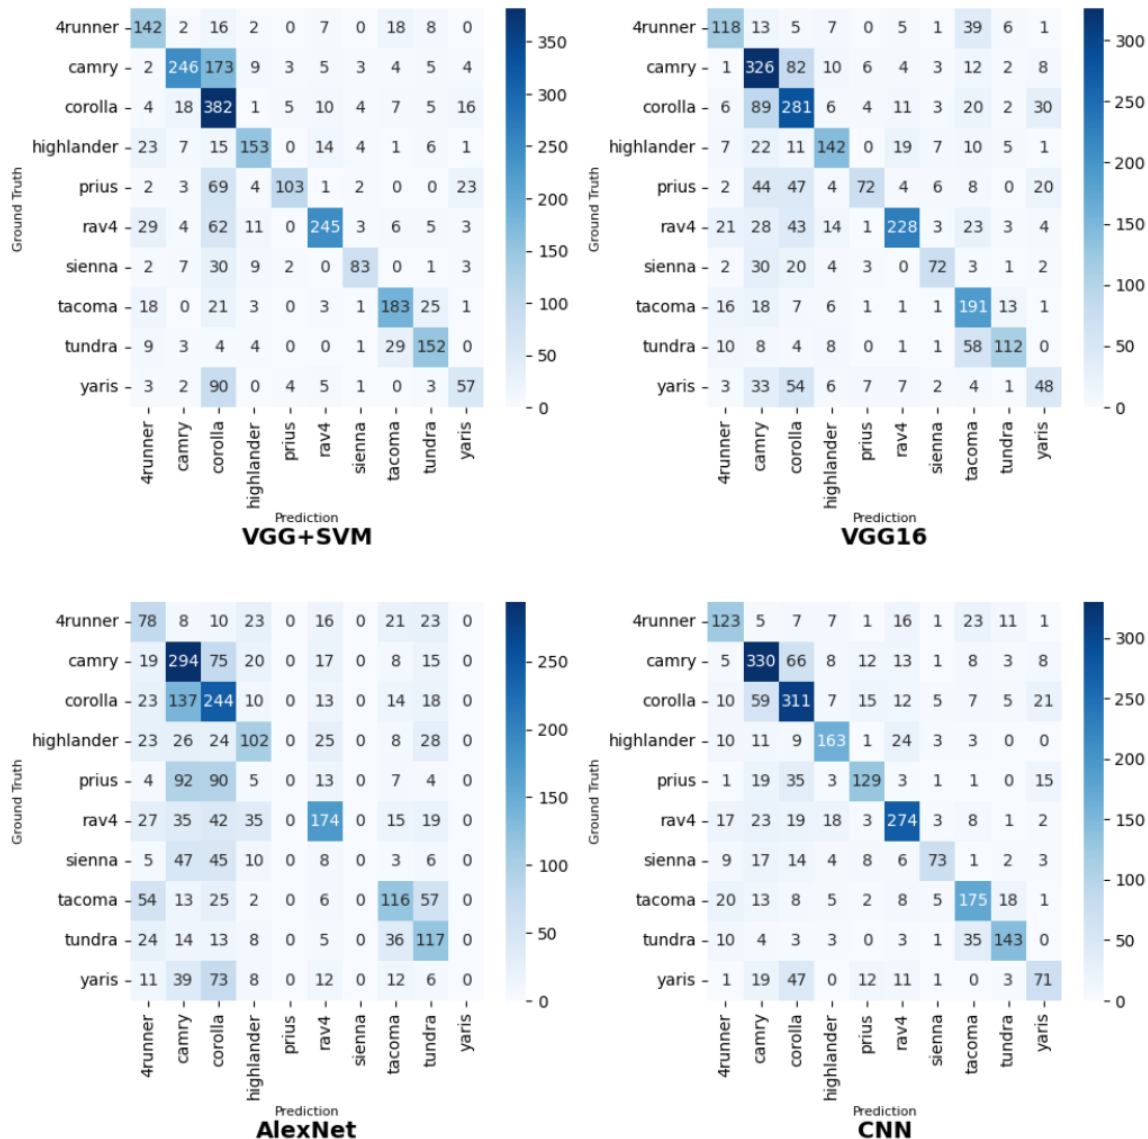 4runner 142 2 16 2 0 7 0 18 8 0
camry 2 246 173 9 3 5 3 4 5 4
corolla 4 18 382 1 5 10 4 7 5 16
highlander 23 7 15 153 0 14 4 1 6 1
prius 2 3 69 4 103 1 2 0 0 23
rav4 29 4 62 11 0 245 3 6 5 3
sienna 2 7 30 9 2 0 83 0 1 3
tacoma 18 0 21 3 0 3 1 183 25 1
tundra 9 3 4 4 0 0 1 29 152 0
yaris 3 2 90 0 4 5 1 0 3 57
Ground Truth
4runner camry corolla highlander prius rav4 sienna tacoma tundra yaris
Prediction
VGG+SVM
350
300
250
200
150
100
50
0
4runner 118 13 5 7 0 5 1 39 6 1
camry 1 326 82 10 6 4 3 12 2 8
corolla 6 89 281 6 4 11 3 20 2 30
highlander 7 22 11 142 0 19 7 10 5 1
prius 2 44 47 4 72 4 6 8 0 20
rav4 21 28 43 14 1 228 3 23 3 4
sienna 2 30 20 4 3 0 72 3 1 2
tacoma 16 18 7 6 1 1 1 191 13 1
tundra 10 8 4 8 0 1 1 58 112 0
yaris 3 33 54 6 7 7 2 4 1 48
Ground Truth
4runner camry corolla highlander prius rav4 sienna tacoma tundra yaris
Prediction
VGG16
300
250
200
150
100
50
0
4runner 78 8 10 23 0 16 0 21 23 0
camry 19 294 75 20 0 17 0 8 15 0
corolla 23 137 244 10 0 13 0 14 18 0
highlander 23 26 24 102 0 25 0 8 28 0
prius 4 92 90 5 0 13 0 7 4 0
rav4 27 35 42 35 0 174 0 15 19 0
sienna 5 47 45 10 0 8 0 3 6 0
tacoma 54 13 25 2 0 6 0 116 57 0
tundra 24 14 13 8 0 5 0 36 117 0
yaris 11 39 73 8 0 12 0 12 6 0
Ground Truth
4runner camry corolla highlander prius rav4 sienna tacoma tundra yaris
Prediction
AlexNet
250
200
150
100
50
0
4runner 123 5 7 7 1 16 1 23 11 1
camry 5 330 66 8 12 13 1 8 3 8
corolla 10 59 311 7 15 12 5 7 5 21
highlander 10 11 9 163 1 24 3 3 0 0
prius 1 19 35 3 129 3 1 1 0 15
rav4 17 23 19 18 3 274 3 8 1 2
sienna 9 17 14 4 8 6 73 1 2 3
tacoma 20 13 8 5 2 8 5 175 18 1
tundra 10 4 3 3 0 3 1 35 143 0
yaris 1 19 47 0 12 11 1 0 3 71
Ground Truth
4runner camry corolla highlander prius rav4 sienna tacoma tundra yaris
Prediction
CNN
300
250
200
150
100
50
0